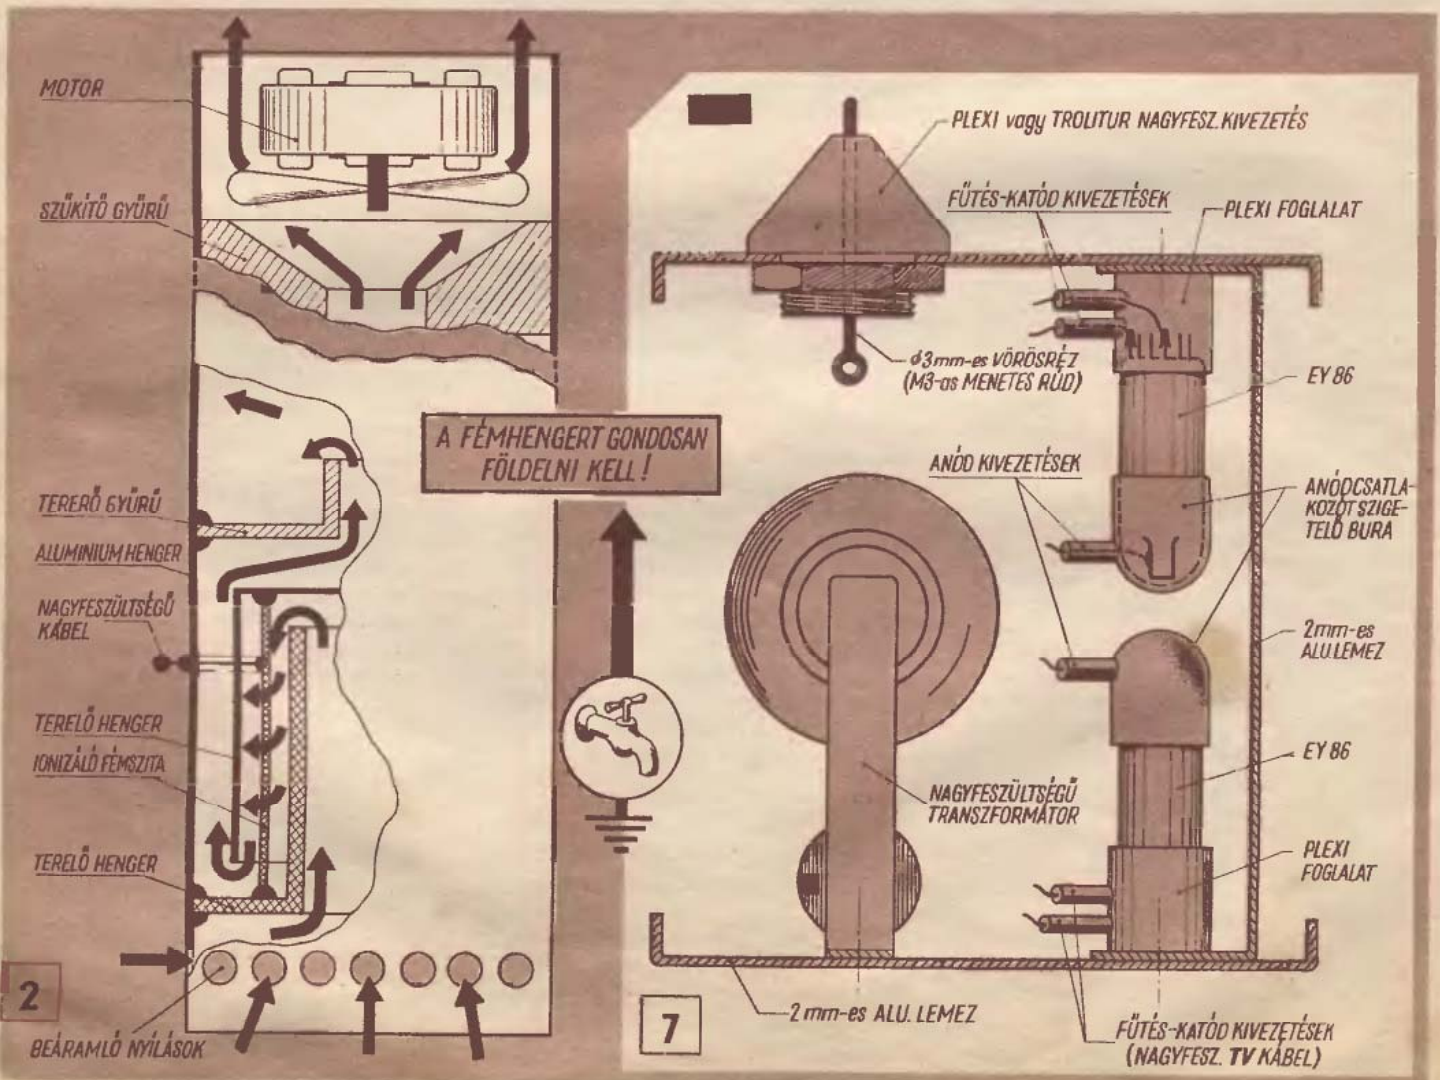 MOTOR
SZŰKÍTŐ GYŰRŰ
A FÉMHENGERT GONDOSAN
FÖLDELNI KELL!
TERERŐ GYŰRŰ
ALUMINIUM HENGER
NAGYFESZÜLTSÉGŰ
KÁBEL
TERELŐ HENGER
IONIZÁLÓ FÉMSZITA
TERELŐ HENGER
2
BEÁRAMLÓ NYÍLÁSOK
PLEXI vagy TROLITUR NAGYFESZ. KIVEZETÉS
FŰTÉS-KATÓD KIVEZETÉSEK
PLEXI FOGLALAT
ϕ3mm-es VÖRÖSRÉZ
(M3-as MENETES RÚD)
EY 86
ANÓD KIVEZETÉSEK
ANÓDCSATLA-
KOZÓT SZIGE-
TELŐ BURA
2mm-es
ALU.LEMEZ
EY 86
NAGYFESZÜLTSÉGŰ
TRANSZFORMÁTOR
PLEXI
FOGLALAT
2 mm-es ALU. LEMEZ
7
FŰTÉS-KATÓD KIVEZETÉSEK
(NAGYFESZ. TV KÁBEL)